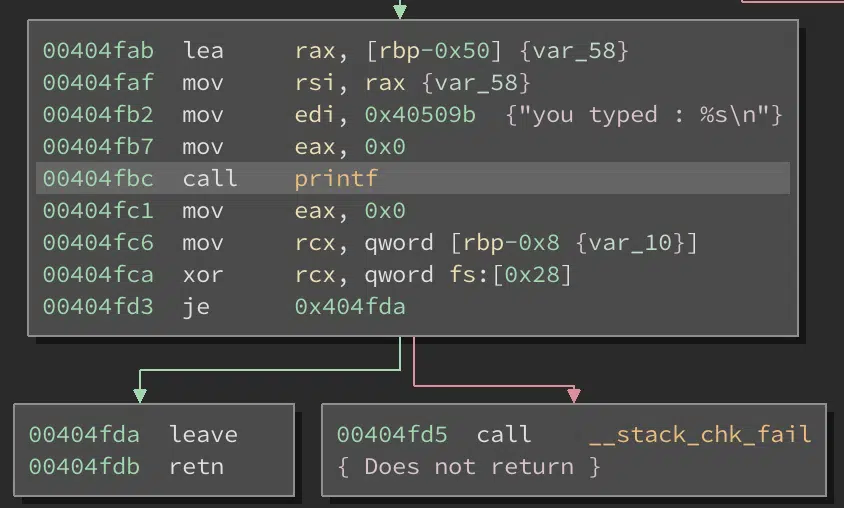 00404fab lea rax, [rbp-0x50] {var_58}
00404faf mov rsi, rax {var_58}
00404fb2 mov edi, 0x40509b {"you typed : %s\n"}
00404fb7 mov eax, 0x0
00404fbc call printf
00404fc1 mov eax, 0x0
00404fc6 mov rcx, qword [rbp-0x8 {var_10}]
00404fca xor rcx, qword fs:[0x28]
00404fd3 je 0x404fda
00404fda leave
00404fdb retn
00404fd5 call __stack_chk_fail
{ Does not return }